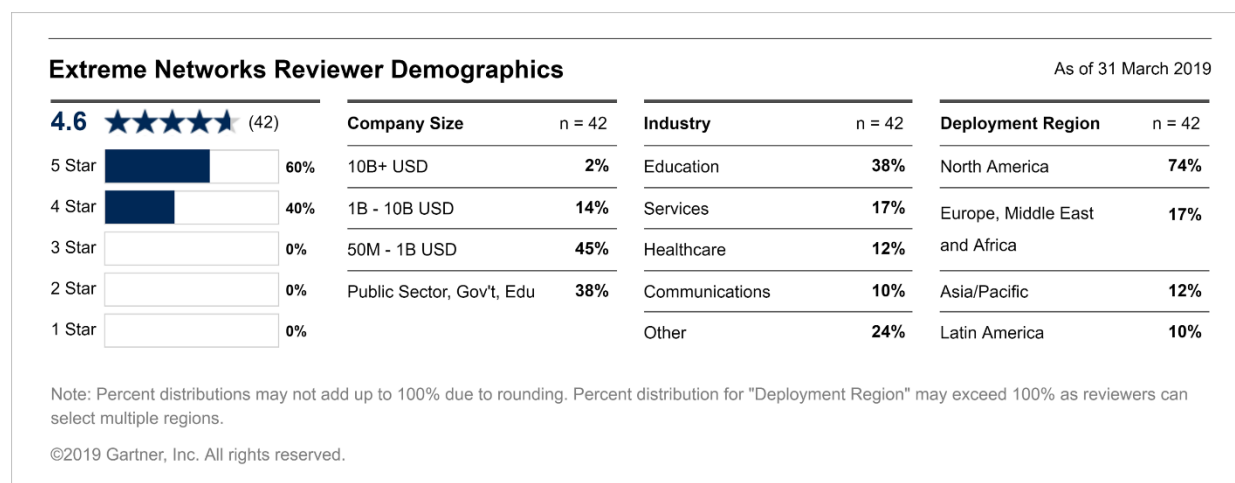 Extreme Networks Reviewer Demographics
As of 31 March 2019
4.6 (42)
5 Star 60%
4 Star 40%
3 Star 0%
2 Star 0%
1 Star 0%
Company Size n = 42
10B+ USD 2%
1B - 10B USD 14%
50M - 1B USD 45%
Public Sector, Gov't, Edu 38%
Industry n = 42
Education 38%
Services 17%
Healthcare 12%
Communications 10%
Other 24%
Deployment Region n = 42
North America 74%
Europe, Middle East 17%
and Africa
Asia/Pacific 12%
Latin America 10%
Note: Percent distributions may not add up to 100% due to rounding. Percent distribution for "Deployment Region" may exceed 100% as reviewers can
select multiple regions.
©2019 Gartner, Inc. All rights reserved.